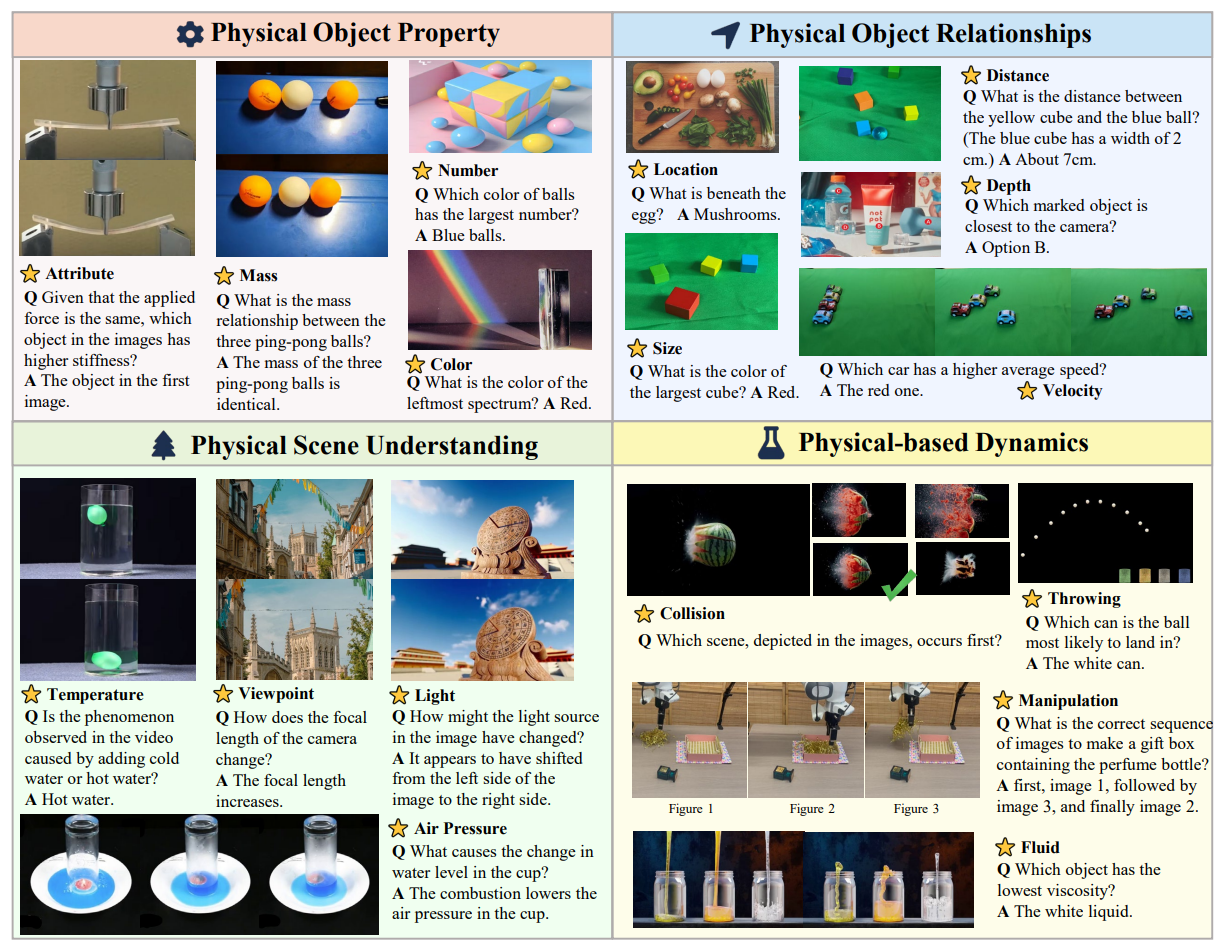 Physical Object Property
Attribute
Q Given that the applied
force is the same, which
object in the images has
higher stiffness?
A The object in the first
image.
Mass
Q What is the mass
relationship between the
three ping-pong balls?
A The mass of the three
ping-pong balls is
identical.
Number
Q Which color of balls
has the largest number?
A Blue balls.
Color
Q What is the color of the
leftmost spectrum? A Red.
Physical Object Relationships
Location
Q What is beneath the
egg? A Mushrooms.
Size
Q What is the color of
the largest cube? A Red.
Distance
Q What is the distance between
the yellow cube and the blue ball?
(The blue cube has a width of 2
cm.) A About 7cm.
Depth
Q Which marked object is
closest to the camera?
A Option B.
not
pot
Q Which car has a higher average speed?
A The red one.
Velocity
Physical Scene Understanding
Temperature
Q Is the phenomenon
observed in the video
caused by adding cold
water or hot water?
A Hot water.
Viewpoint
Q How does the focal
length of the camera
change?
A The focal length
increases.
Light
Q How might the light source
in the image have changed?
A It appears to have shifted
from the left side of the
image to the right side.
Air Pressure
Q What causes the change in
water level in the cup?
A The combustion lowers the
air pressure in the cup.
Physical-based Dynamics
Collision
Q Which scene, depicted in the images, occurs first?
Throwing
Q Which can is the ball
most likely to land in?
A The white can.
Manipulation
Q What is the correct sequence
of images to make a gift box
containing the perfume bottle?
A first, image 1, followed by
image 3, and finally image 2.
Figure 1
Figure 2
Figure 3
Fluid
Q Which object has the
lowest viscosity?
A The white liquid.